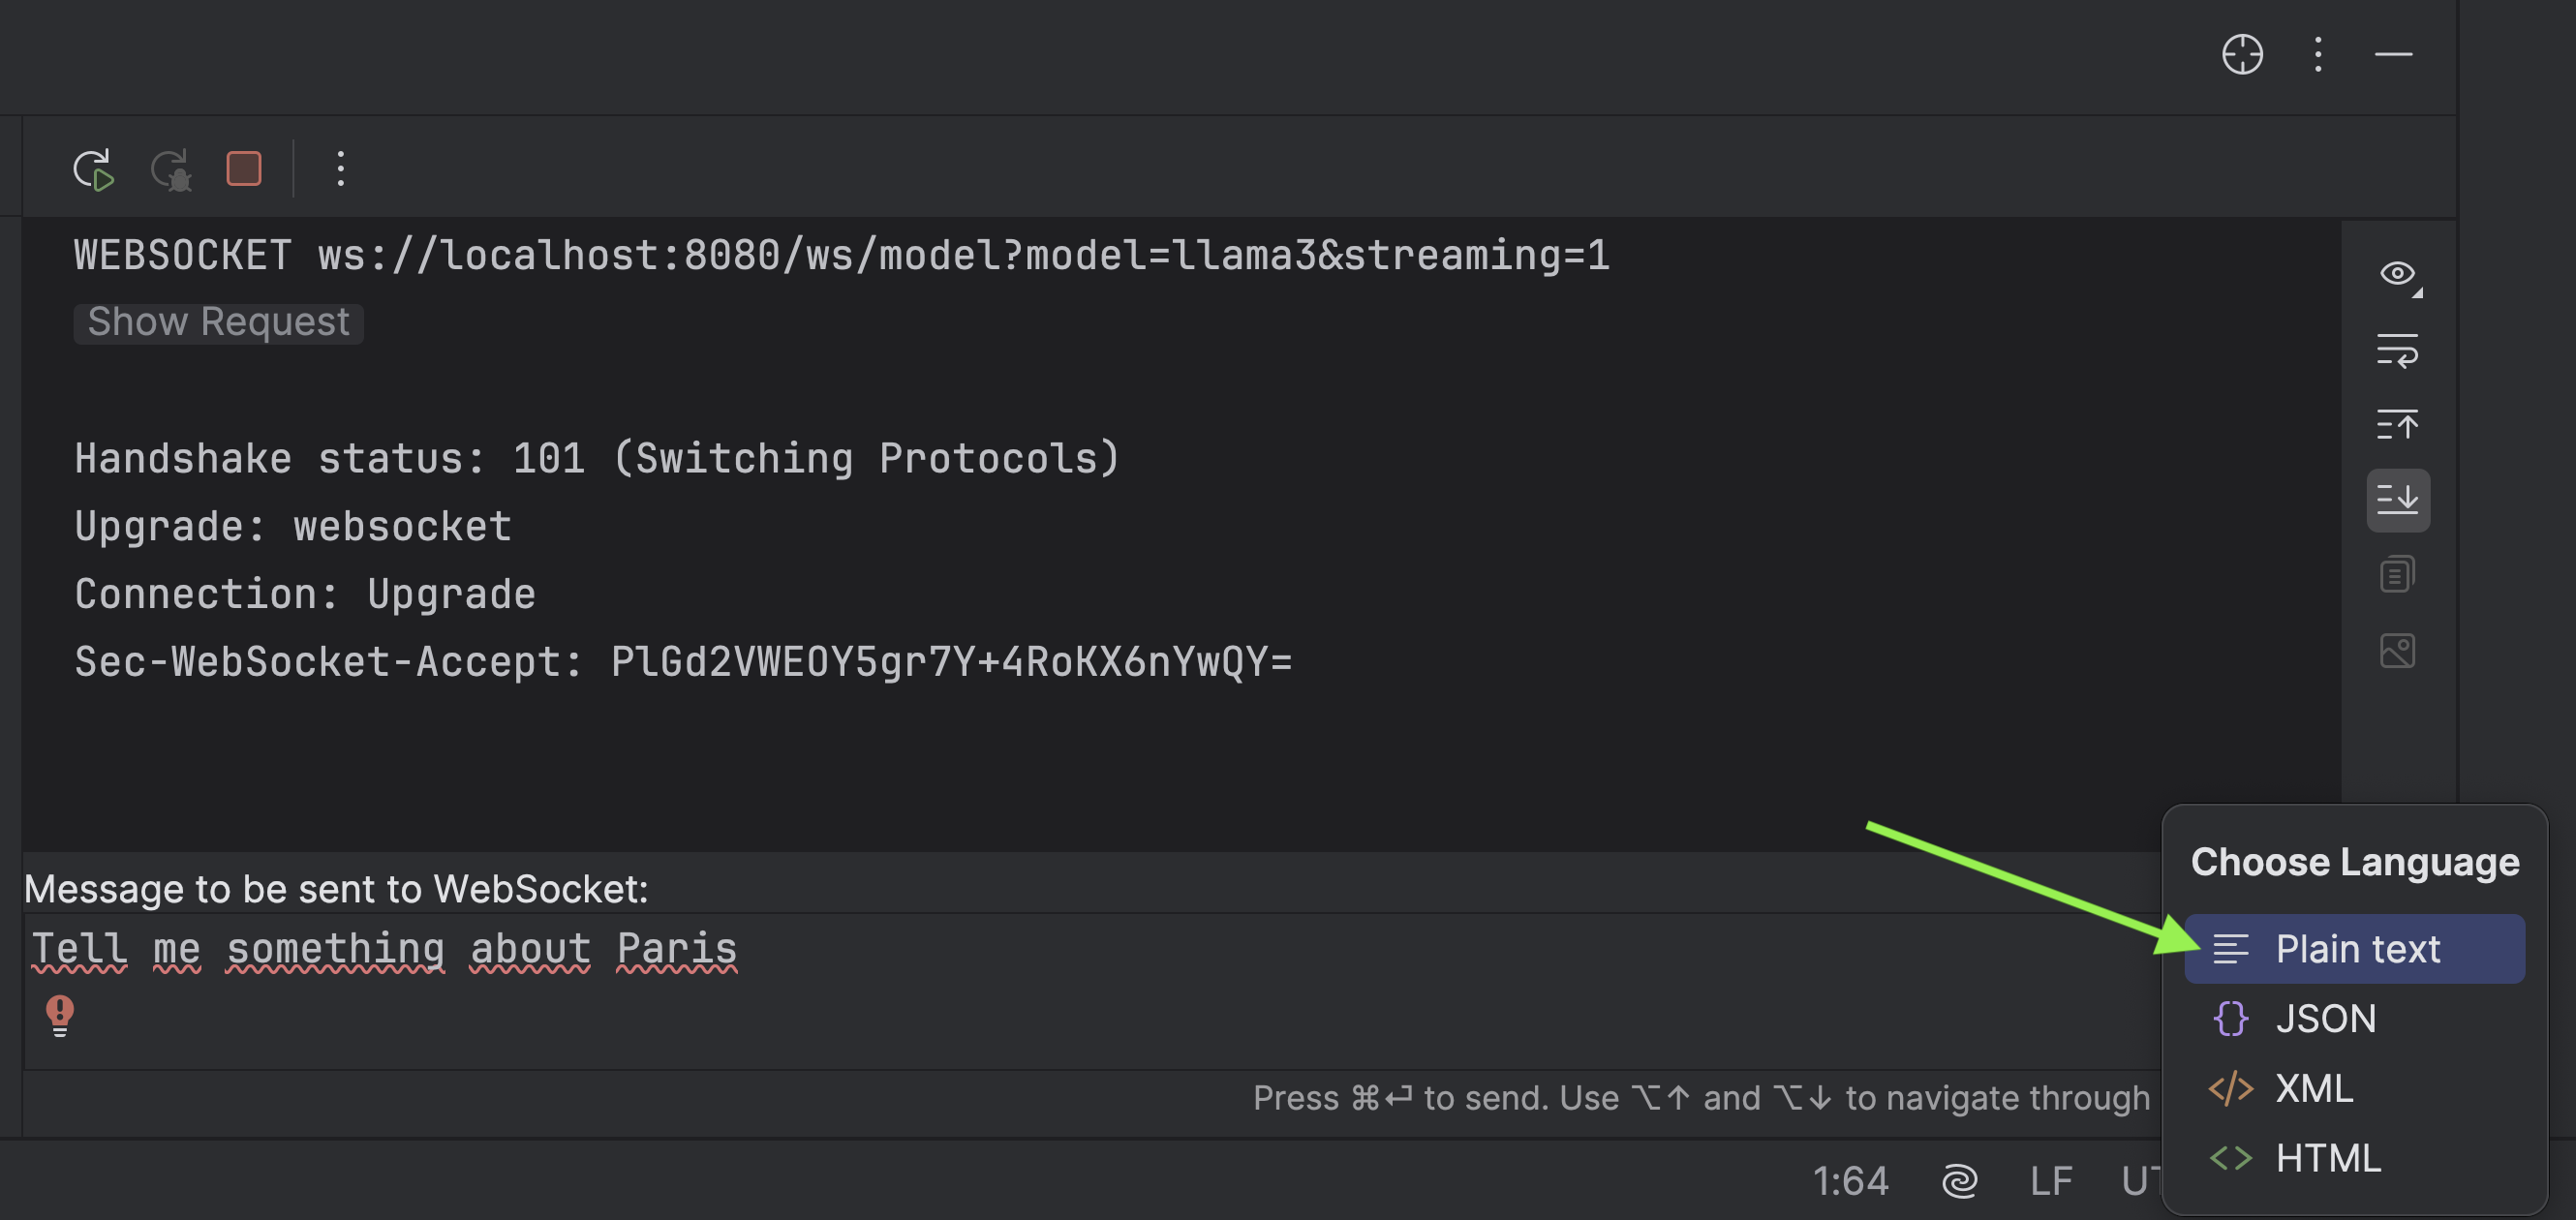 WEBSOCKET ws://localhost:8080/ws/model?model=llama3&streaming=1
Show Request
Handshake status: 101 (Switching Protocols)
Upgrade: websocket
Connection: Upgrade
Sec-WebSocket-Accept: PlGd2VWEOY5gr7Y+4RoKX6nYwQY=
Message to be sent to WebSocket:
Tell me something about Paris
Press ⌘⏎ to send. Use ⌥↑ and ⌥↓ to navigate through
Choose Language
Plain text
JSON
XML
HTML
1:64 LF